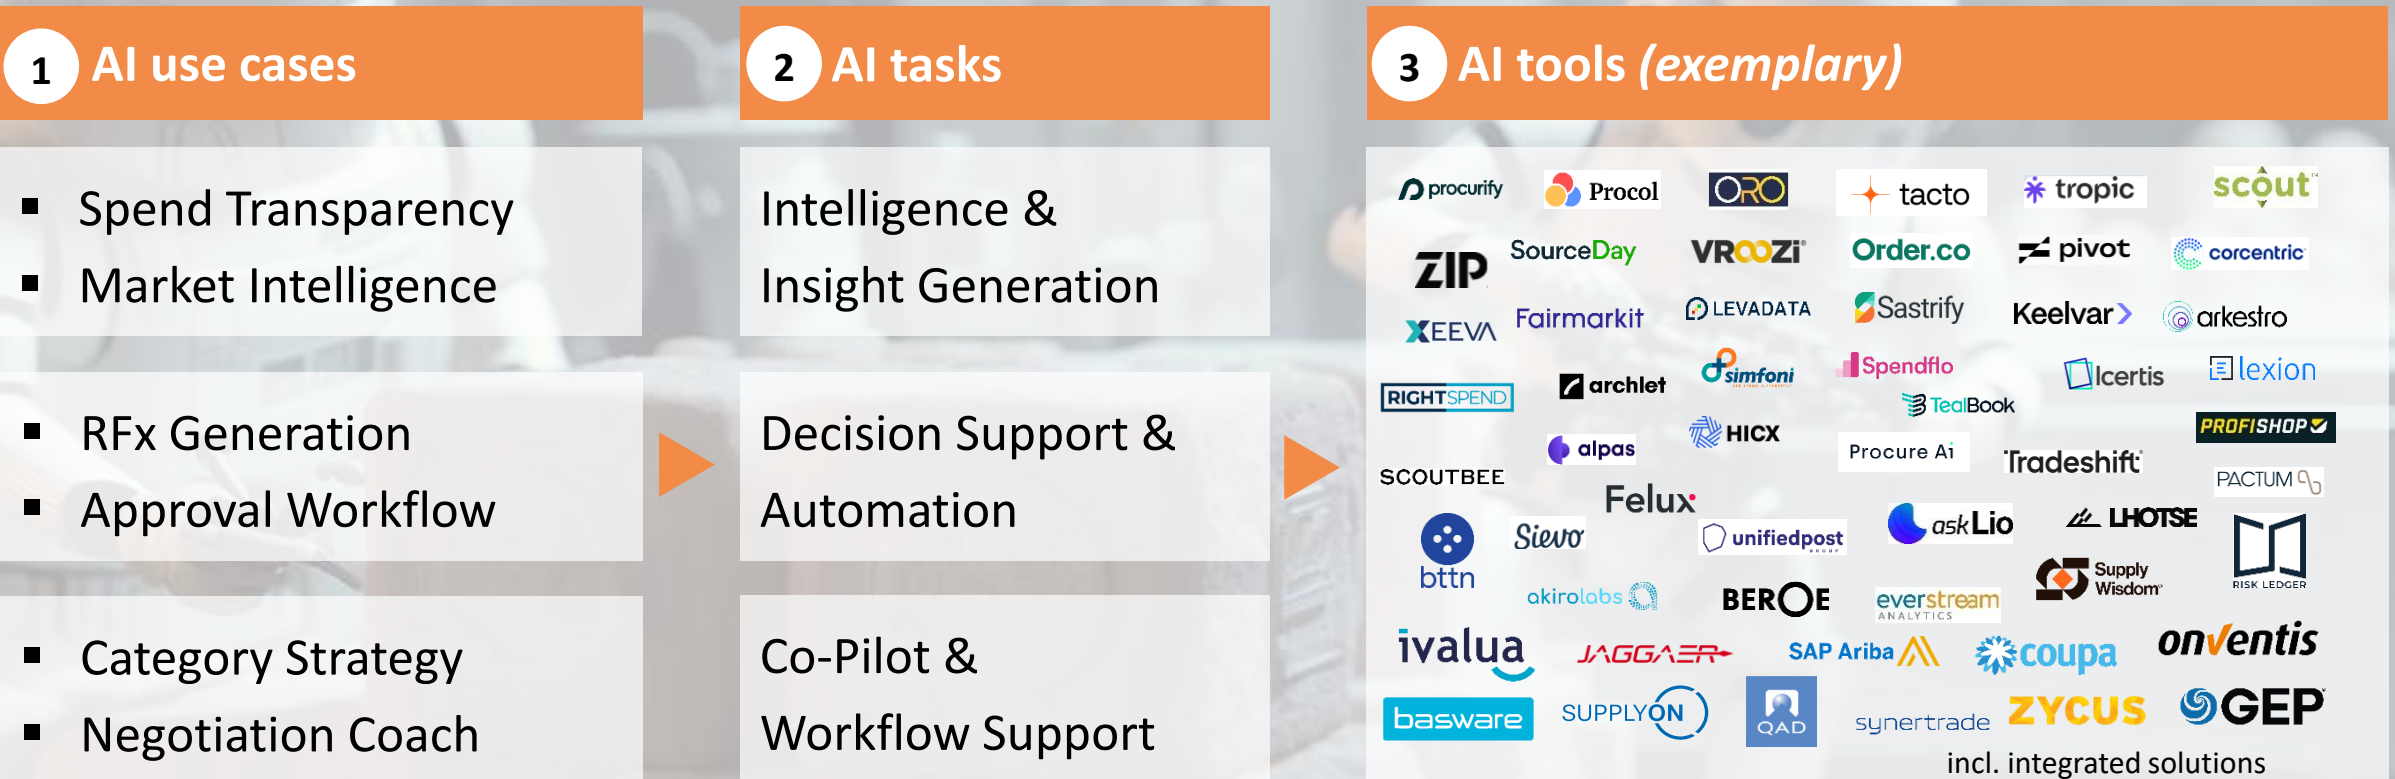 1 AI use cases
2 AI tasks
3 AI tools (exemplary)
▪ Spend Transparency
▪ Market Intelligence
Intelligence &
Insight Generation
▪ RFx Generation
▪ Approval Workflow
Decision Support &
Automation
▪ Category Strategy
▪ Negotiation Coach
Co-Pilot &
Workflow Support
procurify
Procol
ORO
tacto
tropic
scout
ZIP
SourceDay
VROOZi
Order.co
pivot
corcentric
XEEVA
Fairmarkit
LEVADATA
Sastrify
Keelvar
arkestro
RIGHTSPEND
archlet
simfoni
Spendflo
TealBook
Icertis
lexion
PROFISHOP
alpas
HICX
Procure Ai
Tradeshift
PACTUM
SCOUTBEE
Felux
bttn
Sievo
unifiedpost
GROUP
ask Lio
LHOTSE
RISK LEDGER
Supply
Wisdom
akirolabs
BEROE
everstream
ANALYTICS
ivalua
JAGGAER
SAP Ariba
coupa
onventis
basware
SUPPLYON
QAD
synertrade
ZYCUS
GEP
incl. integrated solutions